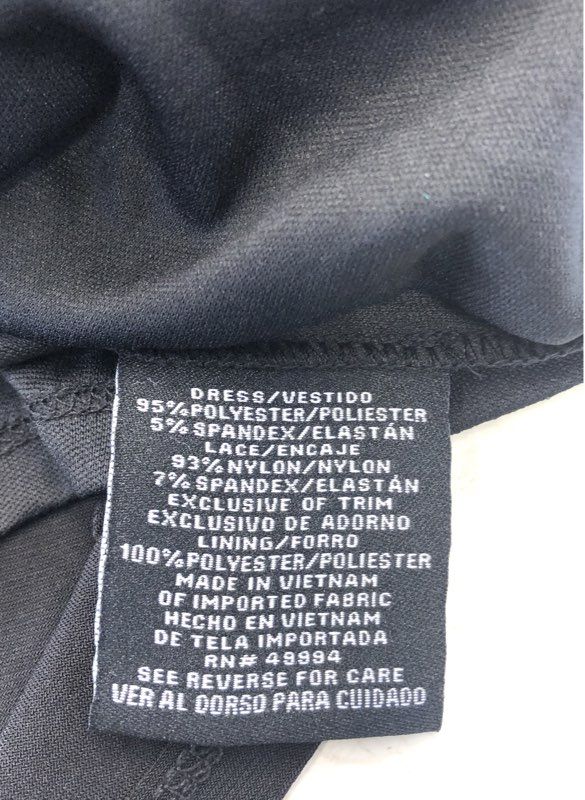 DRESS/VESTIDO
95%POLYESTER/POLIESTER
5%SPANDEX/ELASTÁN
LACE/ENCAJE
93%NYLON/NYLON
7%SPANDEX/ELASTÁN
EXCLUSIVE OF TRIM
EXCLUSIVO DE ADORNO
LINING/FORRO
100%POLYESTER/POLIESTER
MADE IN VIETNAM
OF IMPORTED FABRIC
HECHO EN VIETNAM
DE TELA IMPORTADA
RN# 49994
SEE REVERSE FOR CARE
VER AL DORSO PARA CUIDADO